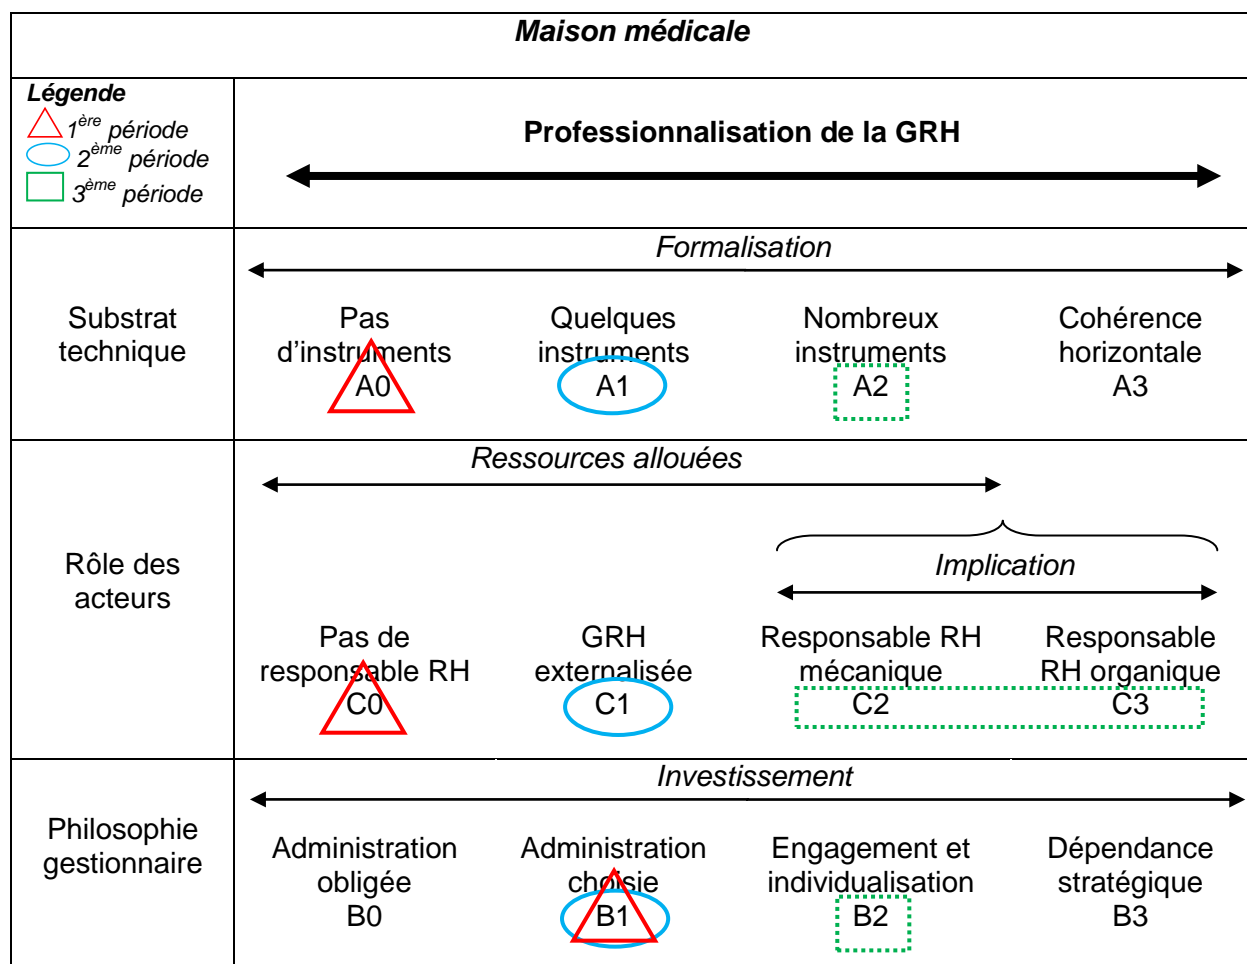 Maison médicale
Légende
1ère période
2ème période
3ème période
Professionnalisation de la GRH
Substrat
technique
Formalisation
Pas
d'instruments
A0
Quelques
instruments
A1
Nombreux
instruments
A2
Cohérence
horizontale
A3
Rôle des
acteurs
Ressources allouées
Implication
Pas de
responsable RH
C0
GRH
externalisée
C1
Responsable RH
mécanique
C2
Responsable
RH organique
C3
Philosophie
gestionnaire
Investissement
Administration
obligée
B0
Administration
choisie
B1
Engagement et
individualisation
B2
Dépendance
stratégique
B3